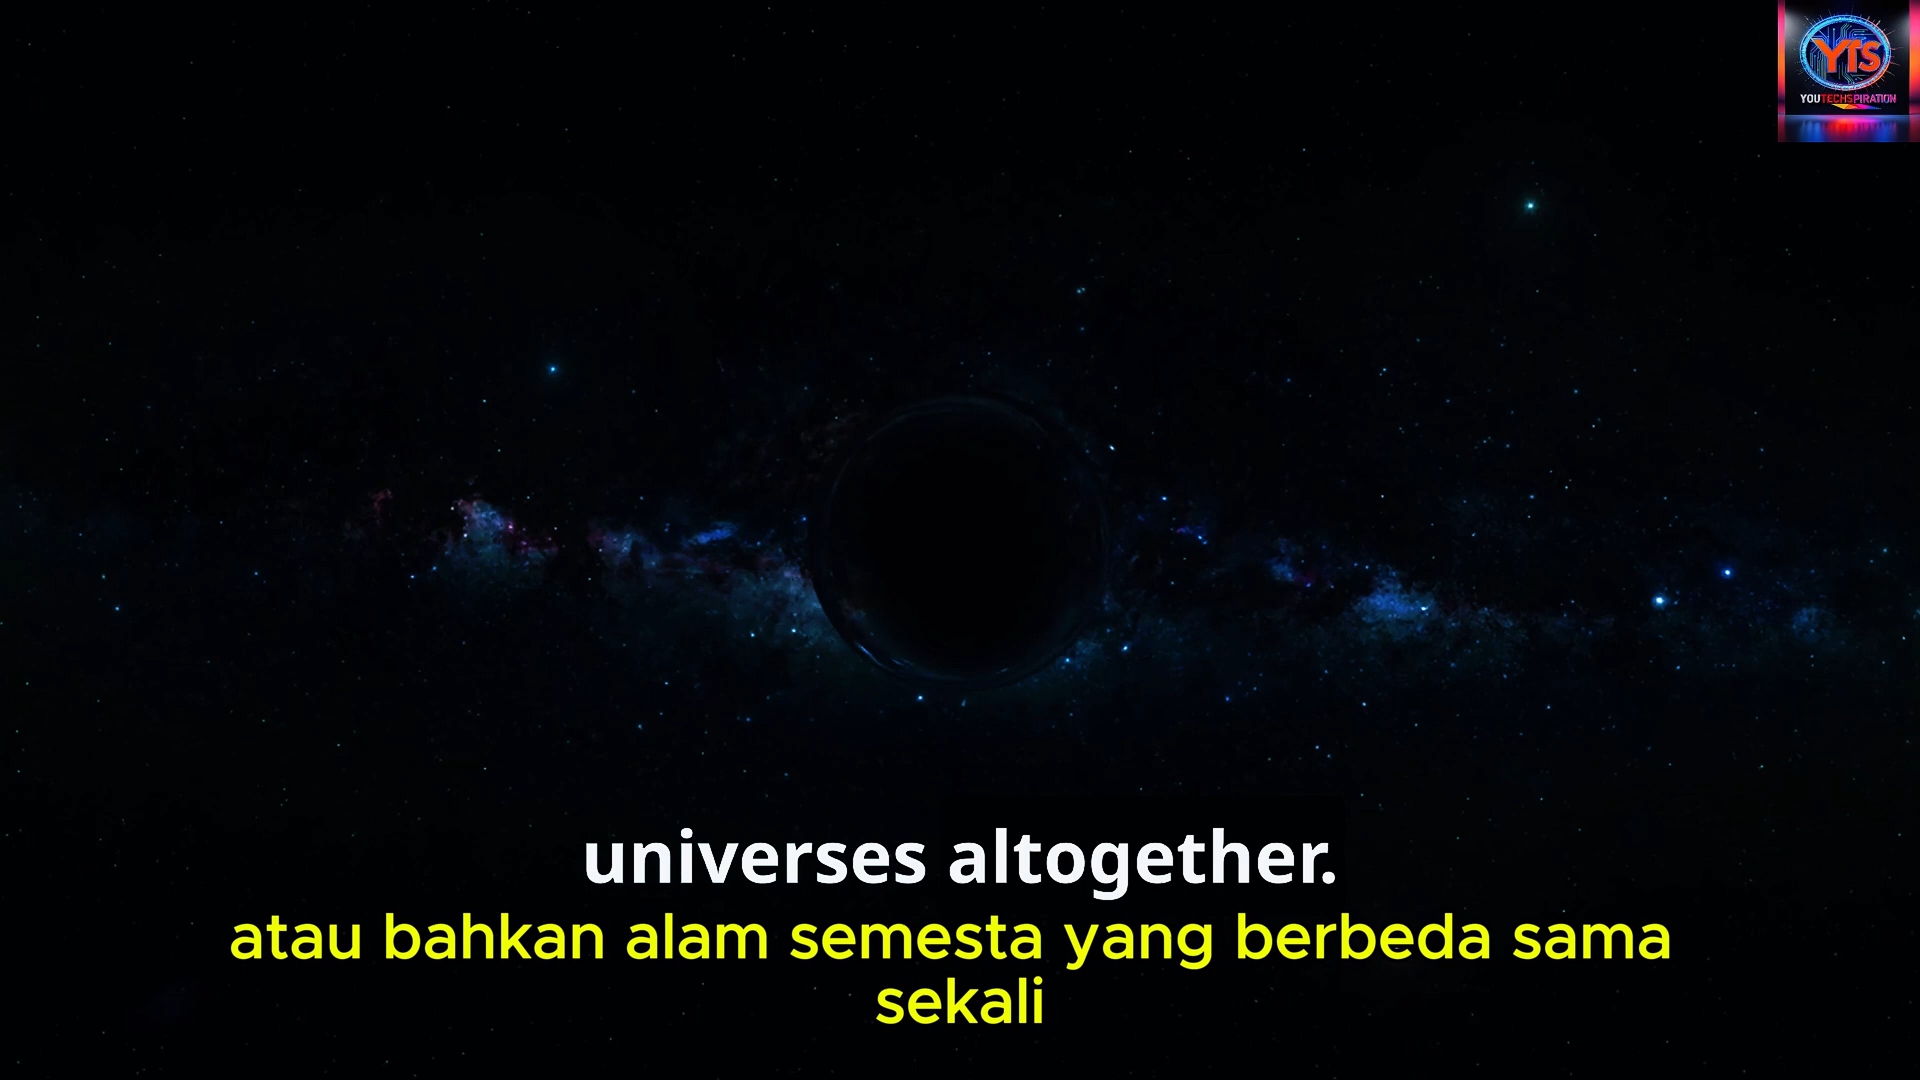 YTS
YOUTECHSPIRATION
universes altogether.
atau bahkan alam semesta yang berbeda sama
sekali